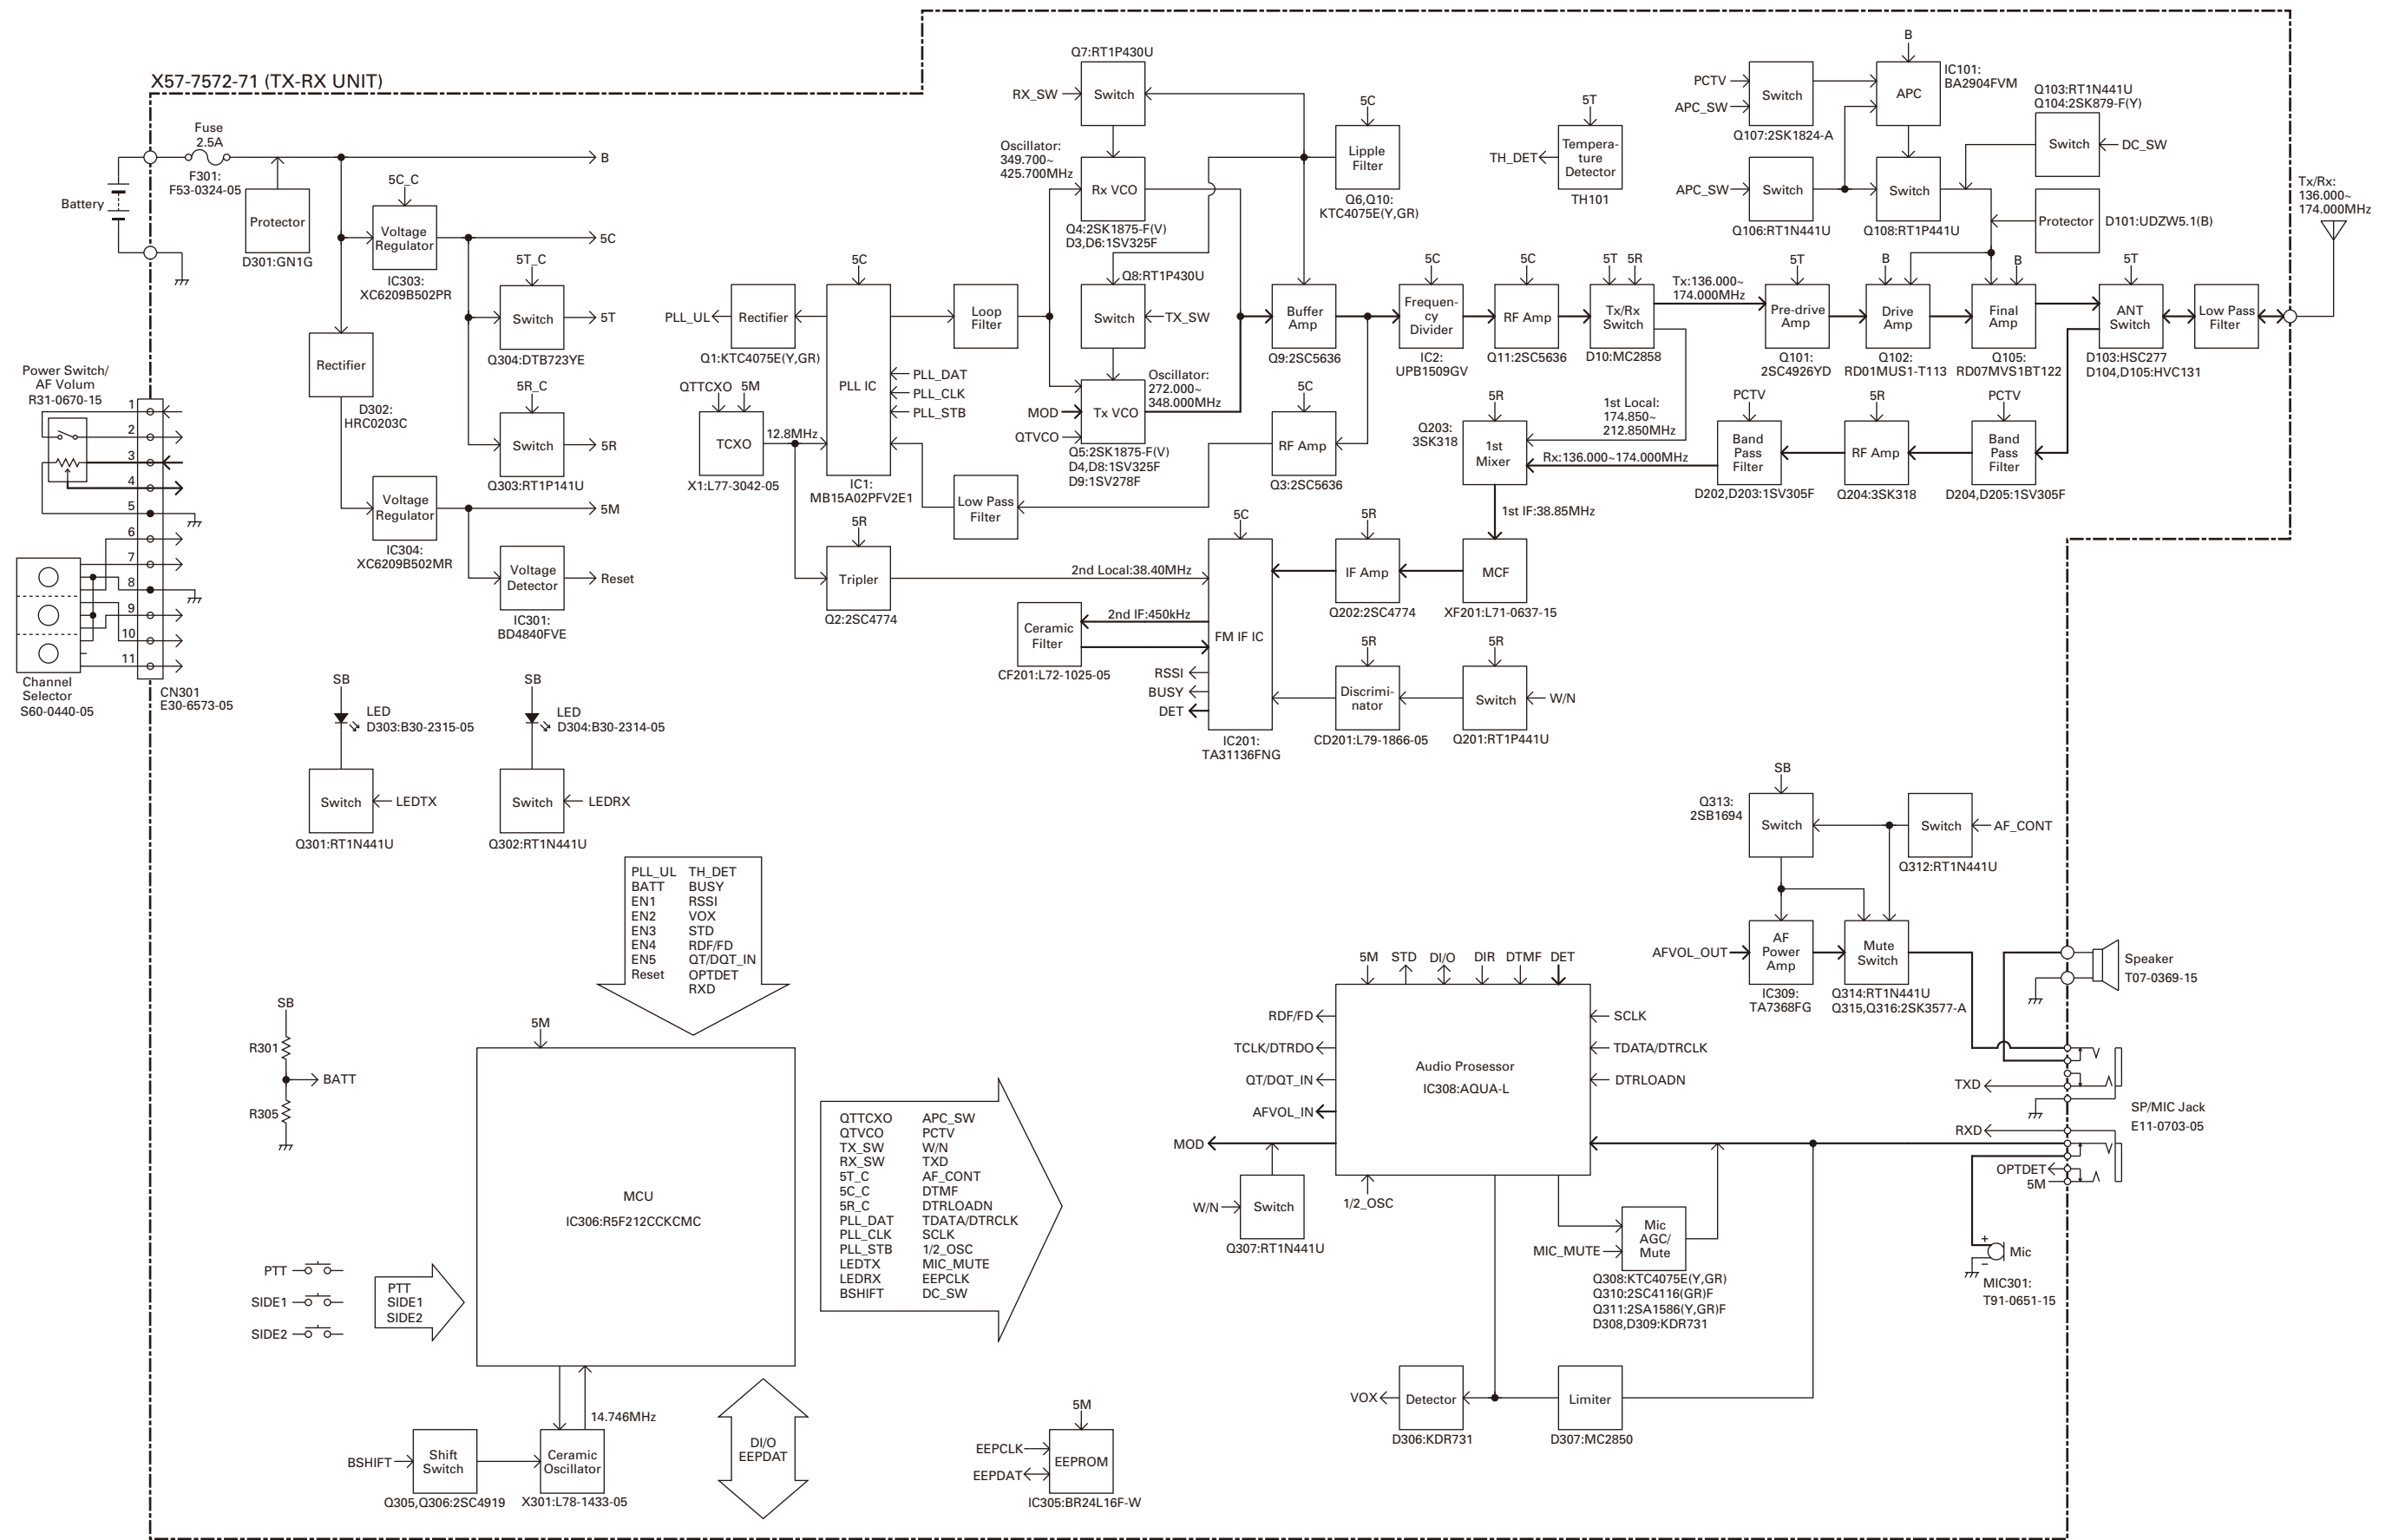 X57-7572-71 (TX-RX UNIT)
Fuse
2.5A
F301:
F53-0324-05
B
Battery
Protector
D301:GN1G
5C_C
Voltage
Regulator
5C
IC303:
XC6209B502PR
5T_C
Switch
5T
Q304:DTB723YE
Rectifier
D302:
HRC0203C
5R_C
Switch
5R
Q303:RT1P141U
Voltage
Regulator
5M
IC304:
XC6209B502MR
Voltage
Detector
Reset
IC301:
BD4840FVE
Power Switch/
AF Volum
R31-0670-15
1
2
3
4
5
6
7
8
9
10
11
Channel
Selector
S60-0440-05
CN301
E30-6573-05
SB
LED
D303:B30-2315-05
Switch
LEDTX
Q301:RT1N441U
SB
LED
D304:B30-2314-05
Switch
LEDRX
Q302:RT1N441U
Q7:RT1P430U
RX_SW
Switch
Oscillator:
349.700~
425.700MHz
Rx VCO
Q4:2SK1875-F(V)
D3,D6:1SV325F
5C
Lipple
Filter
Q6,Q10:
KTC4075E(Y,GR)
Q8:RT1P430U
Switch
TX_SW
Oscillator:
272.000~
348.000MHz
MOD
QTVCO
Tx VCO
Q5:2SK1875-F(V)
D4,D8:1SV325F
D9:1SV278F
PLL_UL
Rectifier
Q1:KTC4075E(Y,GR)
5C
PLL IC
PLL_DAT
PLL_CLK
PLL_STB
IC1:
MB15A02PFV2E1
Loop
Filter
QTTCXO
5M
TCXO
12.8MHz
X1:L77-3042-05
Low Pass
Filter
5R
Tripler
Q2:2SC4774
2nd Local:38.40MHz
Buffer
Amp
Q9:2SC5636
5C
RF Amp
Q3:2SC5636
5C
Frequen-
cy
Divider
IC2:
UPB1509GV
5C
RF Amp
Q11:2SC5636
5T
5R
Tx/Rx
Switch
D10:MC2858
5T
Tempera-
ture
Detector
TH_DET
TH101
Tx:136.000~
174.000MHz
5T
Pre-drive
Amp
Q101:
2SC4926YD
B
Drive
Amp
Q102:
RD01MUS1-T113
B
Final
Amp
Q105:
RD07MVS1BT122
5T
ANT
Switch
D103:HSC277
D104,D105:HVC131
Low Pass
Filter
Tx/Rx:
136.000~
174.000MHz
PCTV
APC_SW
Switch
Q107:2SK1824-A
B
APC
IC101:
BA2904FVM
APC_SW
Switch
Q106:RT1N441U
Switch
Q108:RT1P441U
Q103:RT1N441U
Q104:2SK879-F(Y)
Switch
DC_SW
Protector
D101:UDZW5.1(B)
1st Local:
174.850~
212.850MHz
Rx:136.000~174.000MHz
5R
Q203:
3SK318
1st
Mixer
PCTV
Band
Pass
Filter
D202,D203:1SV305F
5R
RF Amp
Q204:3SK318
PCTV
Band
Pass
Filter
D204,D205:1SV305F
1st IF:38.85MHz
MCF
XF201:L71-0637-15
5R
IF Amp
Q202:2SC4774
5C
FM IF IC
IC201:
TA31136FNG
2nd IF:450kHz
Ceramic
Filter
CF201:L72-1025-05
RSSI
BUSY
DET
5R
Discrimi-
nator
CD201:L79-1866-05
5R
Switch
W/N
Q201:RT1P441U
SB
Q313:
2SB1694
Switch
Switch
AF_CONT
Q312:RT1N441U
AFVOL_OUT
AF
Power
Amp
IC309:
TA7368FG
Mute
Switch
Q314:RT1N441U
Q315,Q316:2SK3577-A
Speaker
T07-0369-15
TXD
SP/MIC Jack
E11-0703-05
RXD
OPTDET
5M
Mic
+
–
MIC301:
T91-0651-15
PLL_UL TH_DET
BATT BUSY
EN1 RSSI
EN2 VOX
EN3 STD
EN4 RDF/FD
EN5 QT/DQT_IN
Reset OPTDET
RXD
SB
R301
BATT
R305
5M
MCU
IC306:R5F212CCKCMC
PTT
SIDE1
SIDE2
PTT
SIDE1
SIDE2
QTTCXO APC_SW
QTVCO PCTV
TX_SW W/N
RX_SW TXD
5T_C AF_CONT
5C_C DTMF
5R_C DTRLOADN
PLL_DAT TDATA/DTRCLK
PLL_CLK SCLK
PLL_STB 1/2_OSC
LEDTX MIC_MUTE
LEDRX EEPCLK
BSHIFT DC_SW
BSHIFT
Shift
Switch
Q305,Q306:2SC4919
14.746MHz
Ceramic
Oscillator
X301:L78-1433-05
DI/O
EEPDAT
5M
EEPCLK
EEPDAT
EEPROM
IC305:BR24L16F-W
5M STD DI/O DIR DTMF DET
RDF/FD
TCLK/DTRDO
QT/DQT_IN
AFVOL_IN
MOD
Audio Prosessor
IC308:AQUA-L
SCLK
TDATA/DTRCLK
DTRLOADN
1/2_OSC
W/N
Switch
Q307:RT1N441U
MIC_MUTE
Mic
AGC/
Mute
Q308:KTC4075E(Y,GR)
Q310:2SC4116(GR)F
Q311:2SA1586(Y,GR)F
D308,D309:KDR731
VOX
Detector
D306:KDR731
Limiter
D307:MC2850